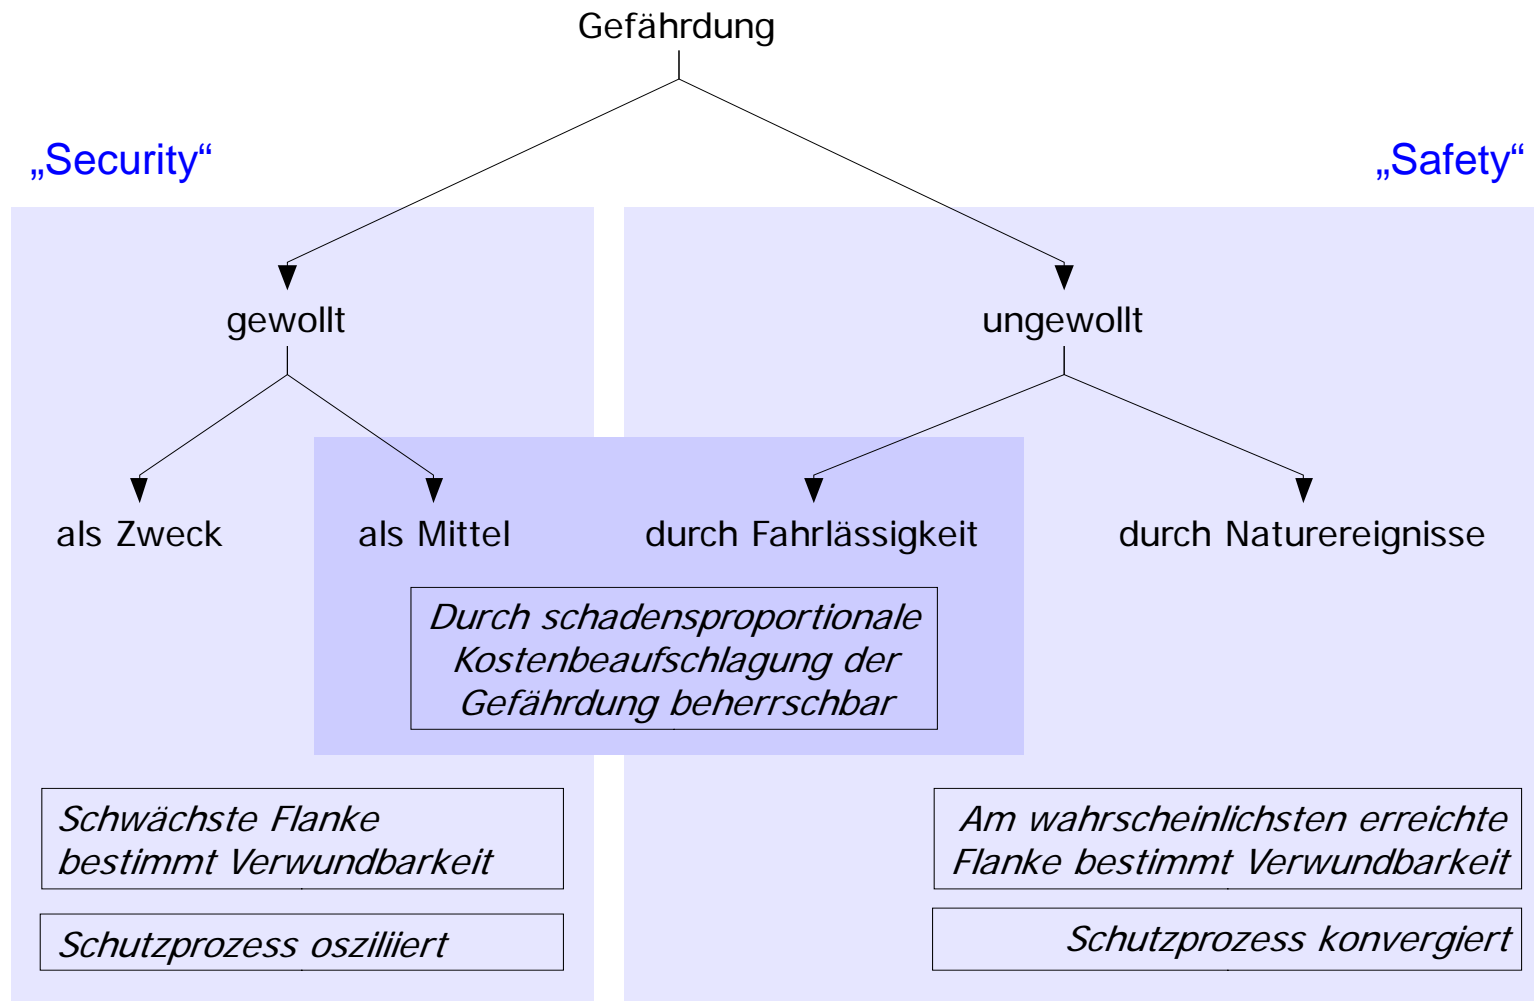 Gefährdung
„Security“
„Safety“
gewollt
ungewollt
als Zweck
als Mittel
durch Fahrlässigkeit
durch Naturereignisse
Durch schadensproportionale
Kostenbeaufschlagung der
Gefährdung beherrschbar
Schwächste Flanke
bestimmt Verwundbarkeit
Am wahrscheinlichsten erreichte
Flanke bestimmt Verwundbarkeit
Schutzprozess osziliiert
Schutzprozess konvergiert